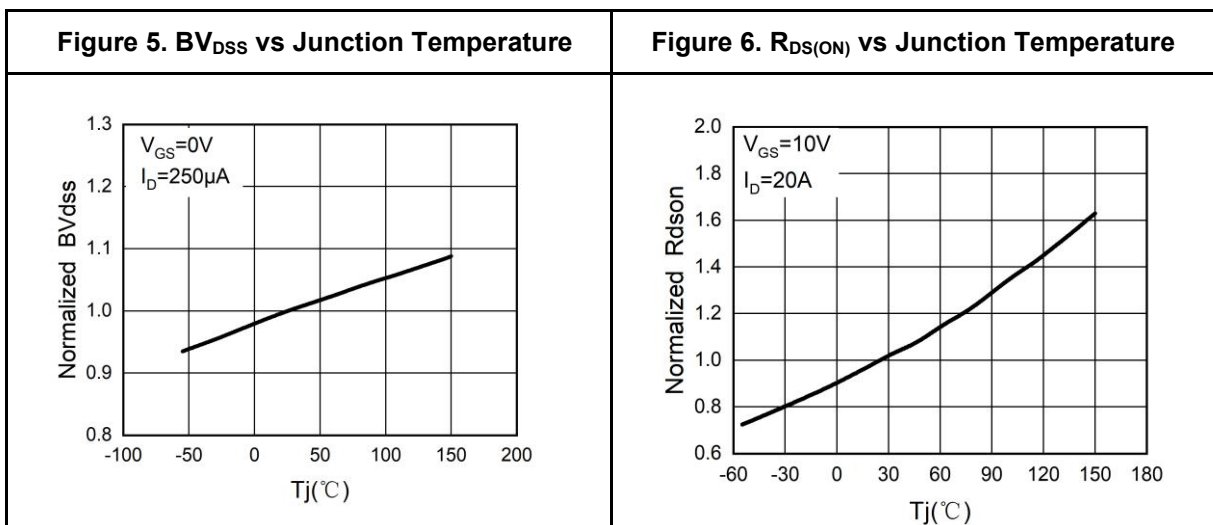 Figure 5. BVDSS vs Junction Temperature
1.3
1.2
1.1
1.0
0.9
0.8
Normalized BVdss
VGS=0V
ID=250µA
-100 -50 0 50 100 150 200
Tj(℃)
Figure 6. RDS(ON) vs Junction Temperature
2.0
1.8
1.6
1.4
1.2
1.0
0.8
0.6
Normalized Rdson
VGS=10V
ID=20A
-60 -30 0 30 60 90 120 150 180
Tj(℃)